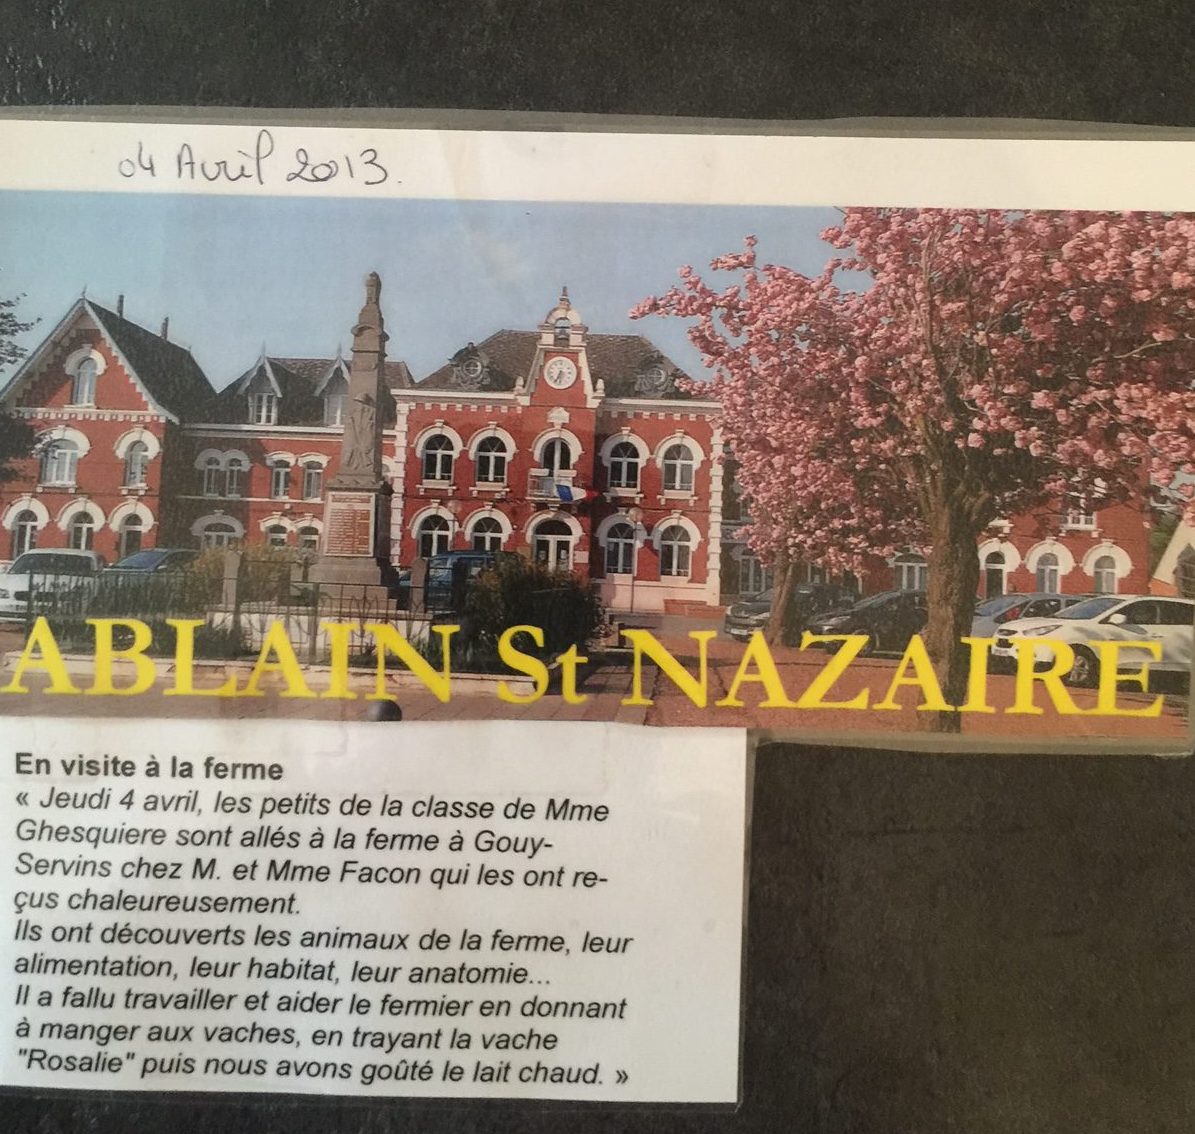 04 Avril 2013.
ABLAIN St NAZAIRE
En visite à la ferme
« Jeudi 4 avril, les petits de la classe de Mme
Ghesquiere sont allés à la ferme à Gouy-
Servins chez M. et Mme Facon qui les ont re-
çus chaleureusement.
Ils ont découverts les animaux de la ferme, leur
alimentation, leur habitat, leur anatomie...
Il a fallu travailler et aider le fermier en donnant
à manger aux vaches, en trayant la vache
"Rosalie" puis nous avons goûté le lait chaud. »